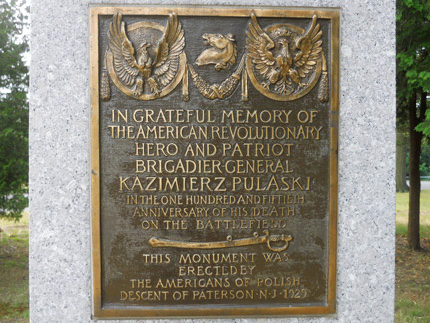 IN GRATEFUL MEMORY OF
THE AMERICAN REVOLUTIONARY
HERO AND PATRIOT
BRIGADIER·GENERAL
KAZIMIERZ PULASKI
IN THE ONE HUNDRED AND FIFTIETH
ANNIVERSARY OF HIS DEATH
ON THE BATTLEFIELD
THIS MONUMENT WAS
ERECTED BY
THE AMERICANS OF POLISH
DESCENT OF PATERSON·N·J·1929